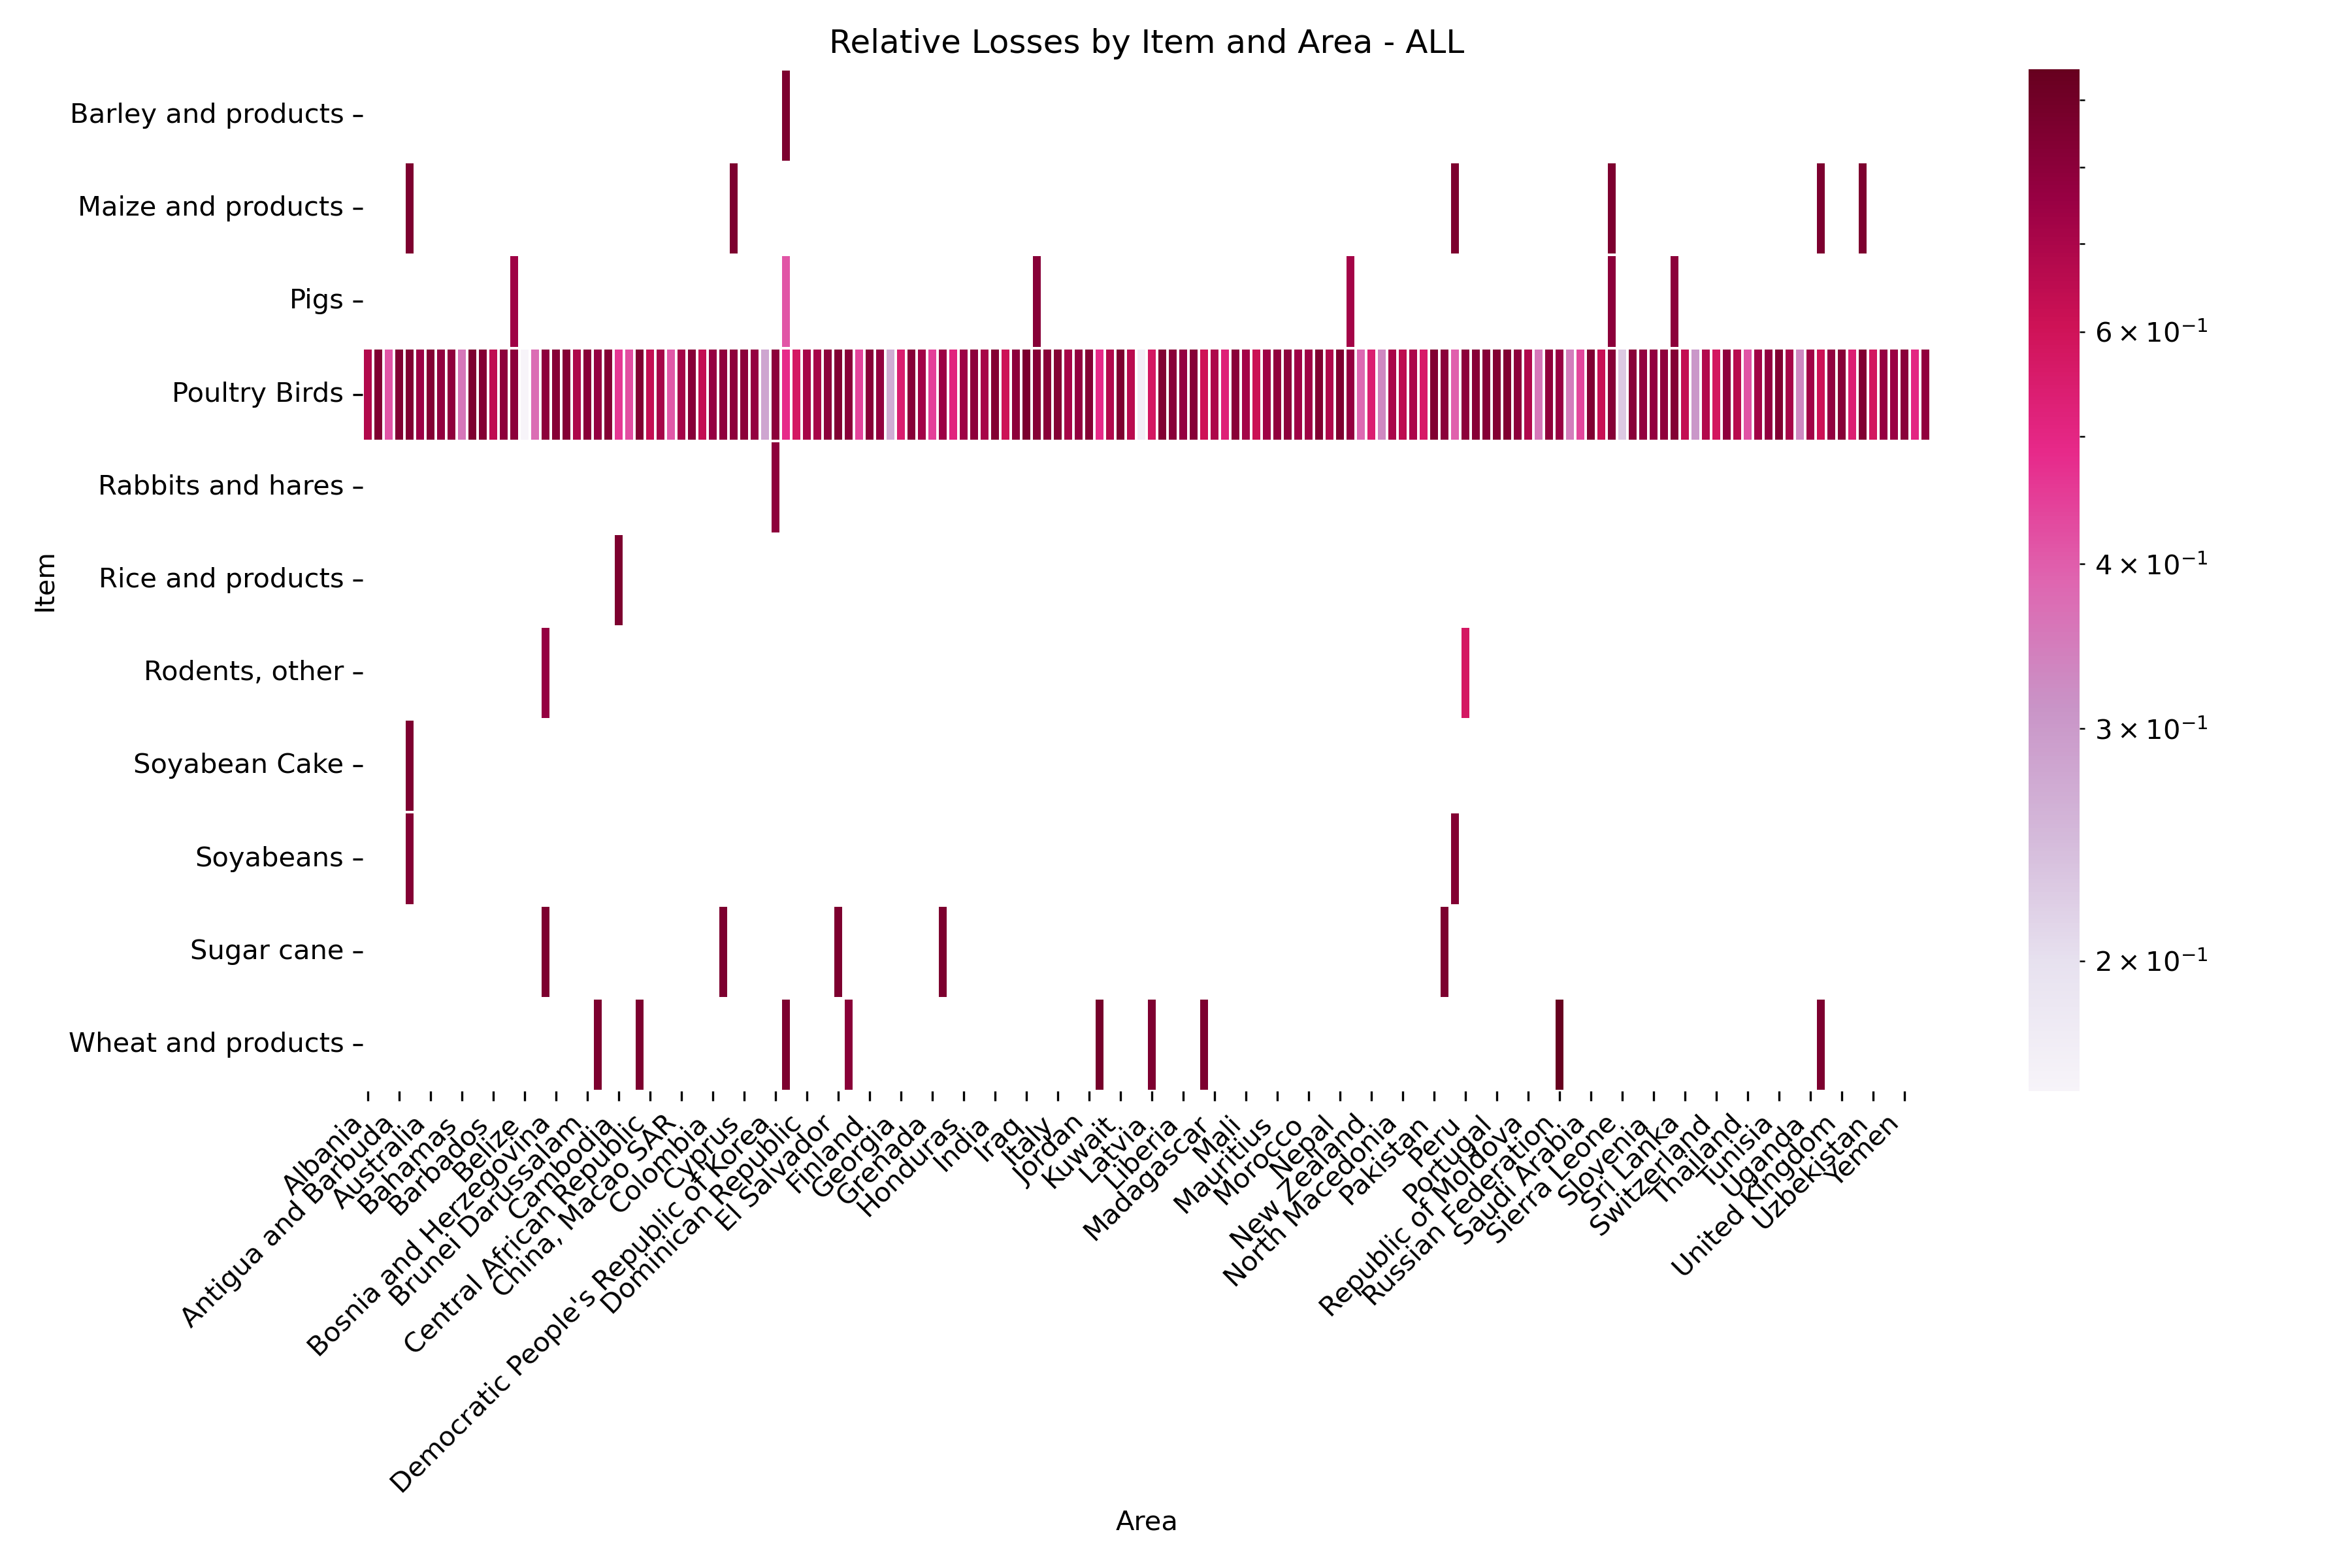 Relative Losses by Item and Area - ALL
Barley and products
Maize and products
Pigs
Poultry Birds
Rabbits and hares
Rice and products
Rodents, other
Soyabean Cake
Soyabeans
Sugar cane
Wheat and products
Item
6 × 10⁻¹
4 × 10⁻¹
3 × 10⁻¹
2 × 10⁻¹
Albania
Antigua and Barbuda
Australia
Bahamas
Barbados
Belize
Bosnia and Herzegovina
Brunei Darussalam
Cambodia
Central African Republic
China, Macao SAR
Colombia
Cyprus
Democratic People's Republic of Korea
Dominican Republic
El Salvador
Finland
Georgia
Grenada
Honduras
India
Iraq
Italy
Jordan
Kuwait
Latvia
Liberia
Madagascar
Mali
Mauritius
Morocco
Nepal
New Zealand
North Macedonia
Pakistan
Peru
Portugal
Republic of Moldova
Russian Federation
Saudi Arabia
Sierra Leone
Slovenia
Sri Lanka
Switzerland
Thailand
Tunisia
Uganda
United Kingdom
Uzbekistan
Yemen
Area